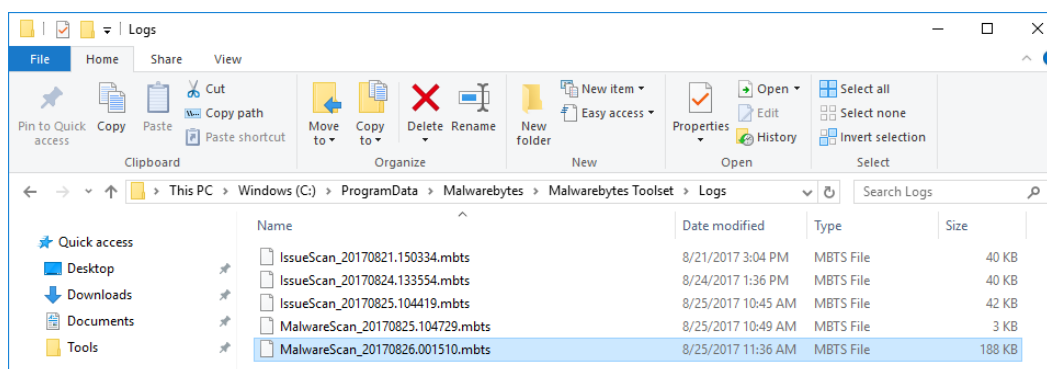 Logs
File Home Share View
Pin to Quick access Copy Paste Cut Copy path Paste shortcut Move to Copy to Delete Rename New folder New item Easy access Properties Open Edit History Select all Select none Invert selection
Clipboard Organize New Open Select
This PC Windows (C:) ProgramData Malwarebytes Malwarebytes Toolset Logs Search Logs
Name Date modified Type Size
Quick access
Desktop
Downloads
Documents
Tools
IssueScan_20170821.150334.mbts 8/21/2017 3:04 PM MBTS File 40 KB
IssueScan_20170824.133554.mbts 8/24/2017 1:36 PM MBTS File 40 KB
IssueScan_20170825.104419.mbts 8/25/2017 10:45 AM MBTS File 42 KB
MalwareScan_20170825.104729.mbts 8/25/2017 10:49 AM MBTS File 3 KB
MalwareScan_20170826.001510.mbts 8/25/2017 11:36 AM MBTS File 188 KB